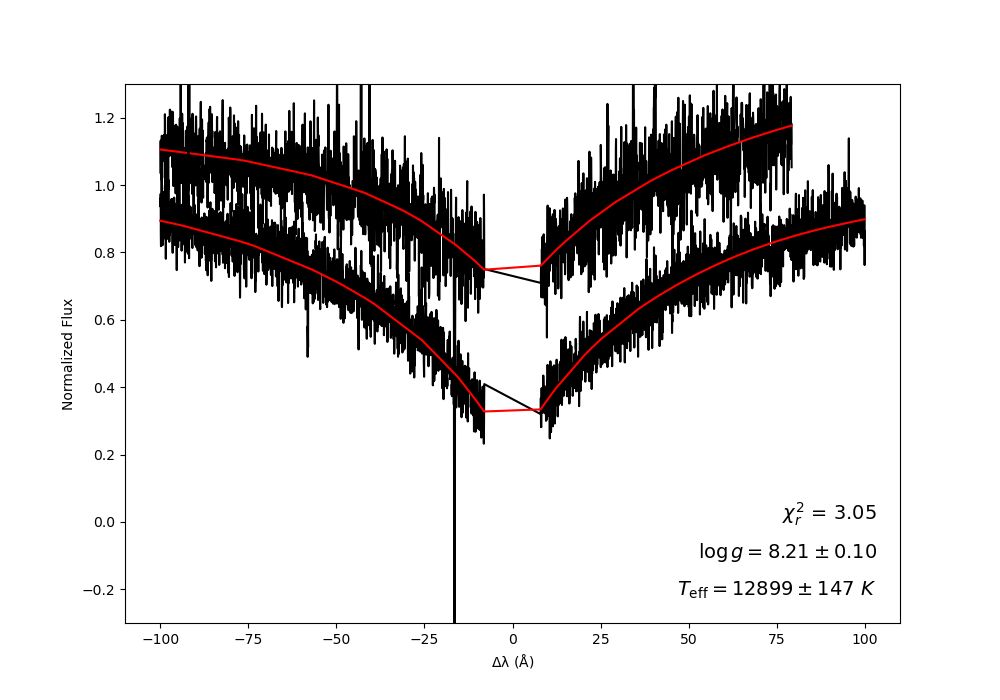 1.2
1.0
0.8
0.6
0.4
0.2
0.0
−0.2
Normalized Flux
χ²ᵣ = 3.05
log g = 8.21 ± 0.10
T_eff = 12899 ± 147 K
−100 −75 −50 −25 0 25 50 75 100
Δλ (Å)